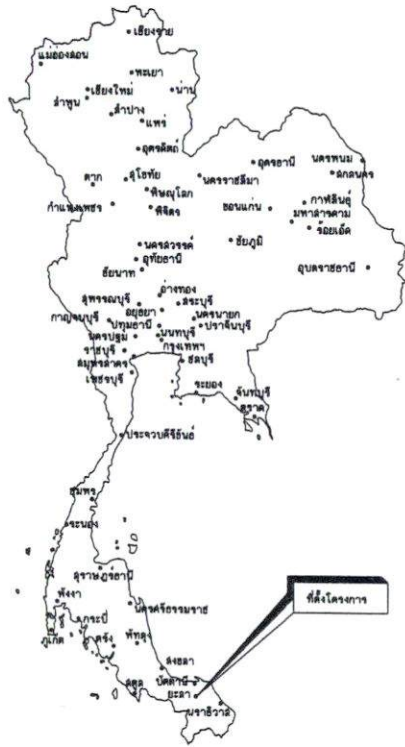 เชียงราย
แม่ฮ่องสอน
พะเยา
เชียงใหม่
น่าน
ลำพูน
ลำปาง
แพร่
อุตรดิตถ์
อุดรธานี
นครพนม
สกลนคร
ตาก
สุโขทัย
พิษณุโลก
นครราชสีมา
กำแพงเพชร
พิจิตร
ขอนแก่น
กาฬสินธุ์
มหาสารคาม
ร้อยเอ็ด
นครสวรรค์
ชัยภูมิ
อุทัยธานี
ชัยนาท
อุบลราชธานี
อ่างทอง
สุพรรณบุรี
สระบุรี
อยุธยา
กาญจนบุรี
นครนายก
ปทุมธานี
ปราจีนบุรี
นครปฐม
นนทบุรี
กรุงเทพฯ
ราชบุรี
สมุทรสาคร
ชลบุรี
เพชรบุรี
ระยอง
จันทบุรี
ตราด
ประจวบคีรีขันธ์
ชุมพร
ระนอง
สุราษฎร์ธานี
พังงา
นครศรีธรรมราช
ที่ตั้งโครงการ
กระบี่
ภูเก็ต
ตรัง
พัทลุง
สงขลา
สตูล
ปัตตานี
ยะลา
นราธิวาส